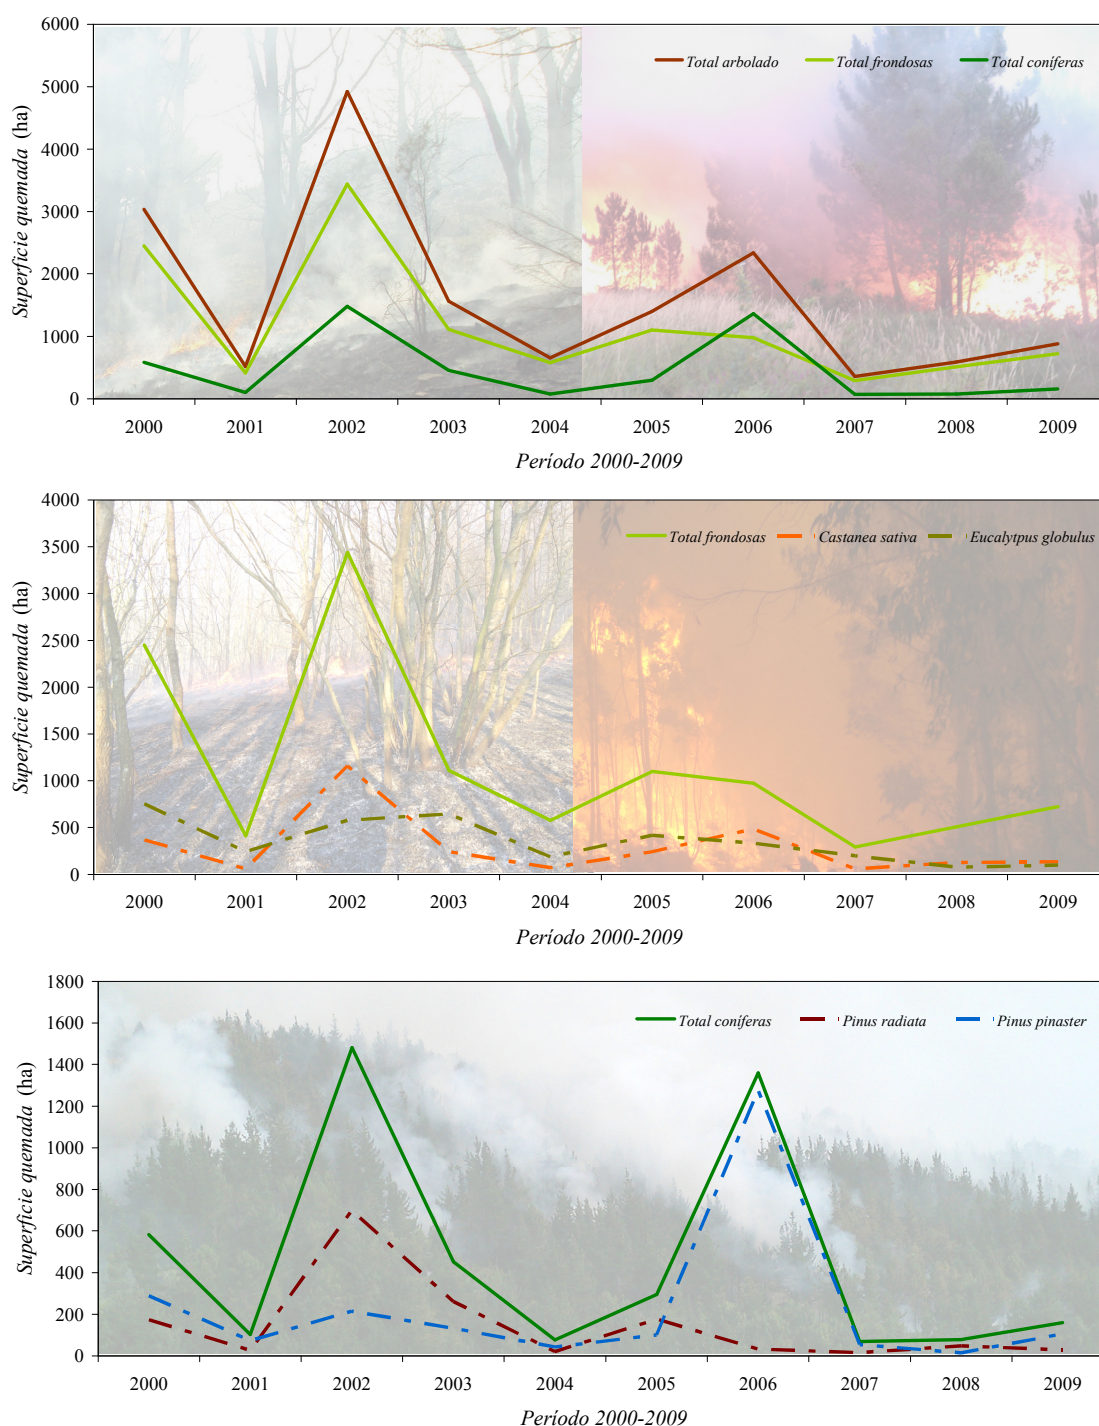 6000
5000
4000
3000
2000
1000
0
Superficie quemada (ha)
Total arbolado Total frondosas Total coníferas
2000 2001 2002 2003 2004 2005 2006 2007 2008 2009
Período 2000-2009
4000
3500
3000
2500
2000
1500
1000
500
0
Superficie quemada (ha)
Total frondosas Castanea sativa Eucalytpus globulus
2000 2001 2002 2003 2004 2005 2006 2007 2008 2009
Período 2000-2009
1800
1600
1400
1200
1000
800
600
400
200
0
Superficie quemada (ha)
Total coníferas Pinus radiata Pinus pinaster
2000 2001 2002 2003 2004 2005 2006 2007 2008 2009
Período 2000-2009